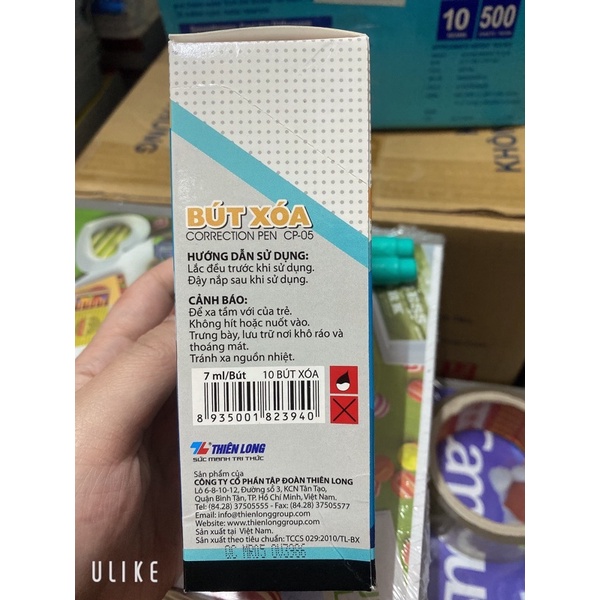 10
500
KHÔN
BÚT XÓA
CORRECTION PEN CP-05
HƯỚNG DẪN SỬ DỤNG:
Lắc đều trước khi sử dụng.
Đậy nắp sau khi sử dụng.
CẢNH BÁO:
Để xa tầm với của trẻ.
Không hít hoặc nuốt vào.
Trưng bày, lưu trữ nơi khô ráo và
thoáng mát.
Tránh xa nguồn nhiệt.
7 ml/Bút 10 BÚT XÓA
8 935001 823940
THIÊN LONG
SỨC MẠNH TRI THỨC
Sản phẩm của
CÔNG TY CỔ PHẦN TẬP ĐOÀN THIÊN LONG
Lô 6-8-10-12, Đường số 3, KCN Tân Tạo,
Quận Bình Tân, TP. Hồ Chí Minh, Việt Nam.
Tel: (84.28) 37505555 - Fax: (84.28) 37505577
Email: info@thienlonggroup.com
Website: www.thienlonggroup.com
Sản xuất tại Việt Nam.
Sản xuất theo tiêu chuẩn: TCCS 029:2010/TL-BX
QC MR05 0V3986
ULIKE